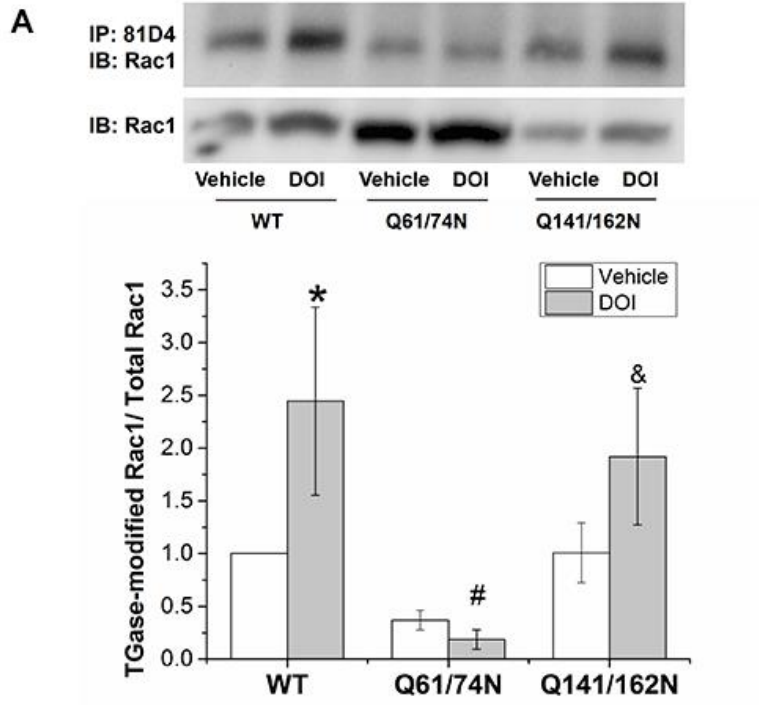 A
IP: 81D4
IB: Rac1
IB: Rac1
Vehicle DOI Vehicle DOI Vehicle DOI
WT Q61/74N Q141/162N
TGase-modified Rac1/ Total Rac1
3.5
3.0
2.5
2.0
1.5
1.0
0.5
0.0
*
#
&
Vehicle
DOI
WT Q61/74N Q141/162N